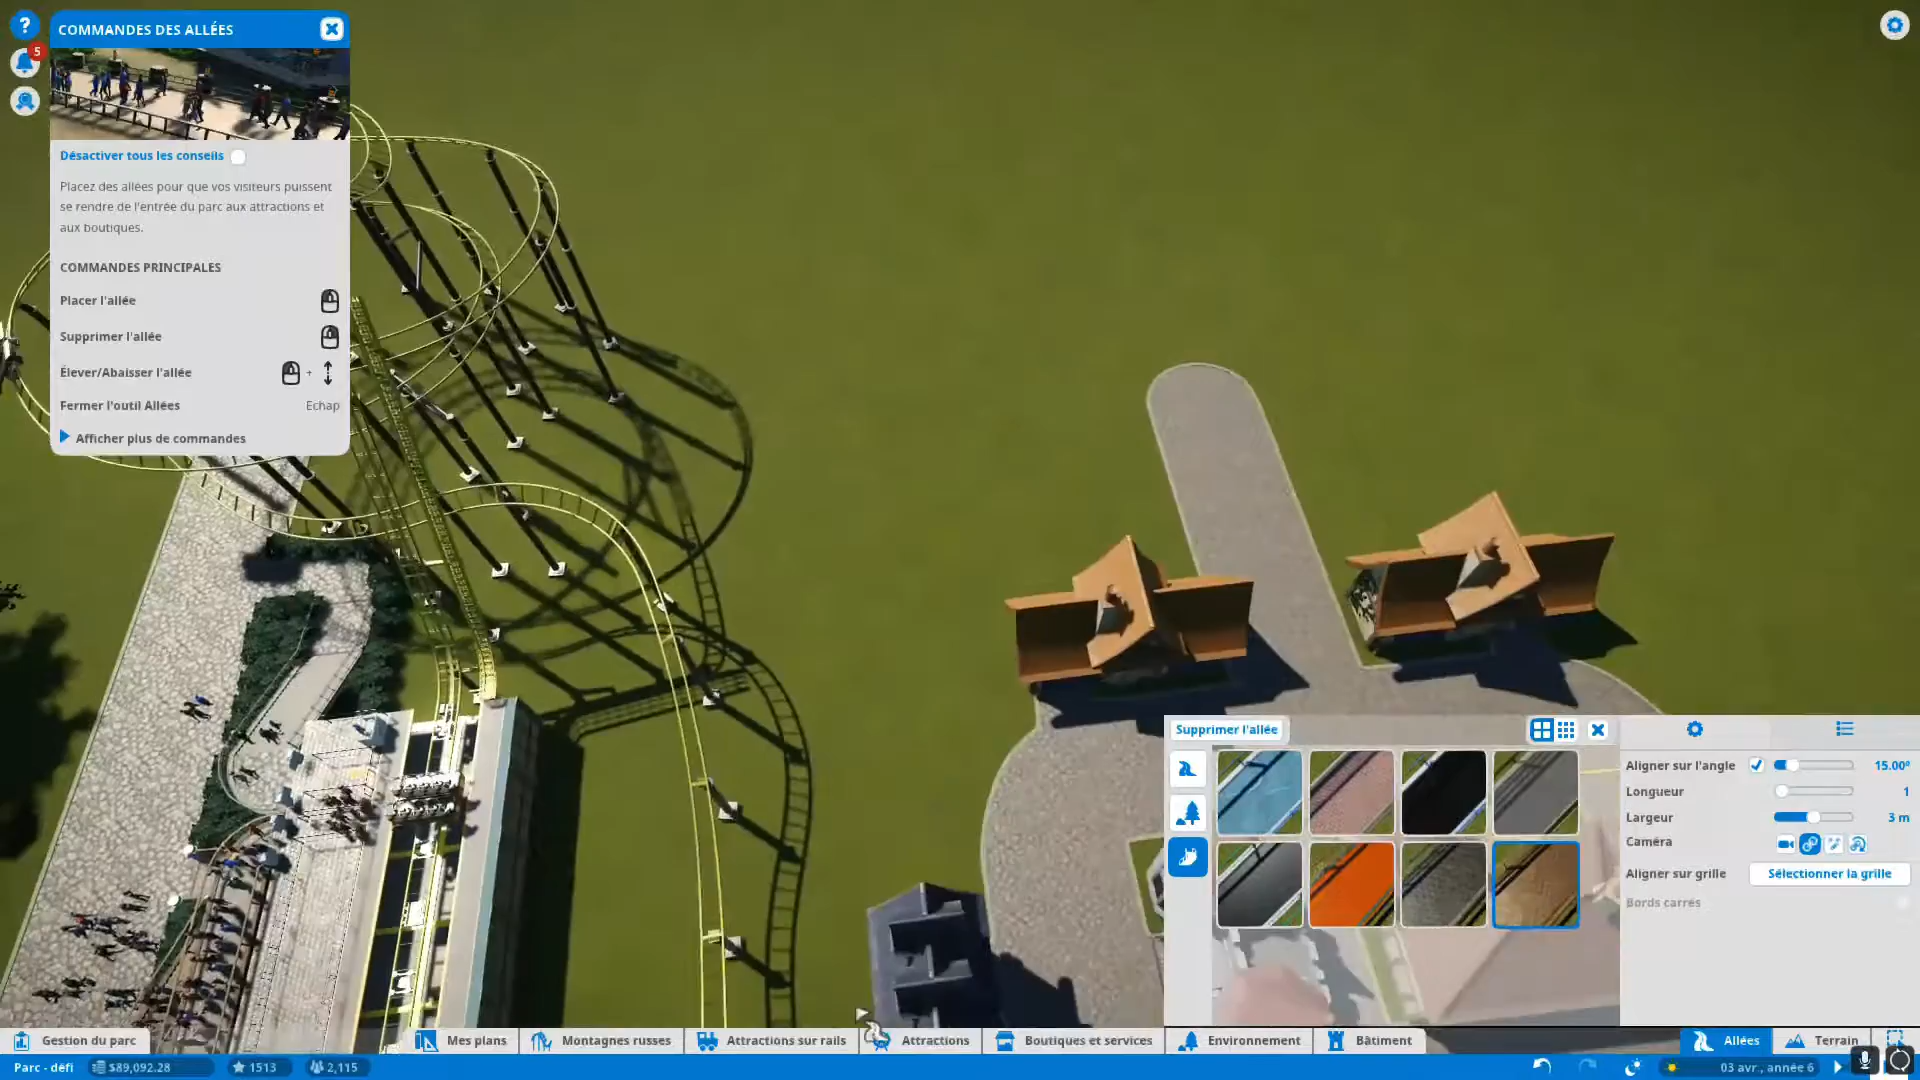 ?
COMMANDES DES ALLÉES
5
Désactiver tous les conseils
Placez des allées pour que vos visiteurs puissent
se rendre de l'entrée du parc aux attractions et
aux boutiques.
COMMANDES PRINCIPALES
Placer l'allée
Supprimer l'allée
Élever/Abaisser l'allée +
Fermer l'outil Allées Echap
Afficher plus de commandes
Supprimer l'allée
Aligner sur l'angle 15.00º
Longueur 1
Largeur 3 m
Caméra
Aligner sur grille Sélectionner la grille
Bords carrés
Gestion du parc Mes plans Montagnes russes Attractions sur rails Attractions Boutiques et services Environnement Bâtiment Allées Terrain
Parc - défi $89,092.28 1513 2,115 03 avr., année 6